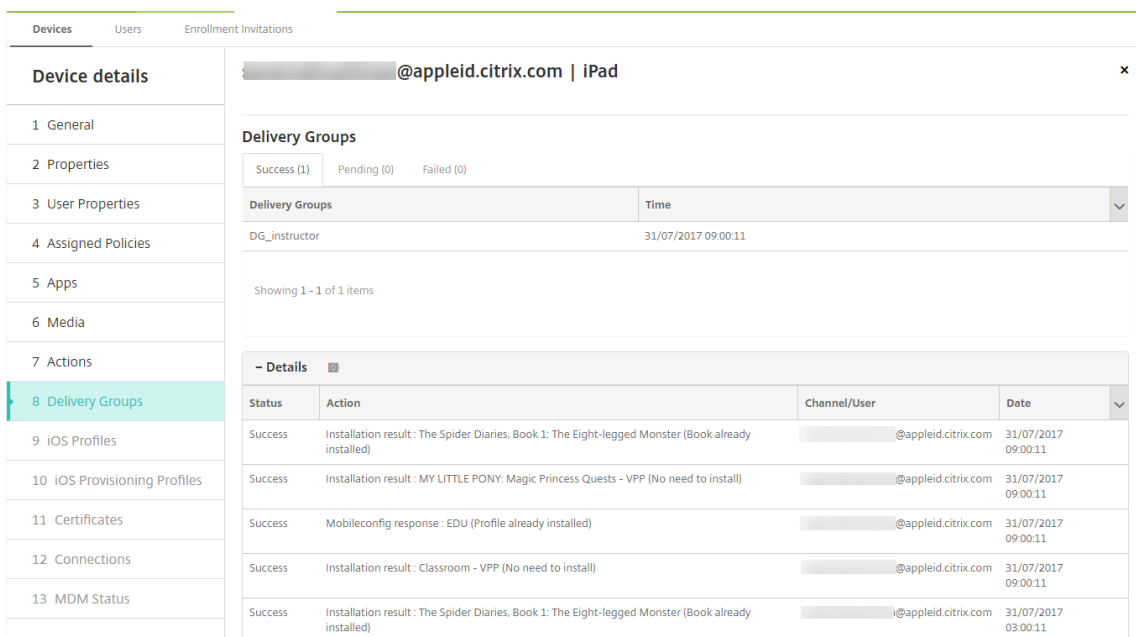 Devices Users Enrollment Invitations
Device details
@appleid.citrix.com | iPad
1 General
2 Properties
3 User Properties
4 Assigned Policies
5 Apps
6 Media
7 Actions
8 Delivery Groups
9 iOS Profiles
10 iOS Provisioning Profiles
11 Certificates
12 Connections
13 MDM Status
Delivery Groups
Success (1) Pending (0) Failed (0)
Delivery Groups Time
DG_instructor 31/07/2017 09:00:11
Showing 1 - 1 of 1 items
– Details
Status Action Channel/User Date
Success Installation result : The Spider Diaries, Book 1: The Eight-legged Monster (Book already @appleid.citrix.com 31/07/2017
installed) 09:00:11
Success Installation result : MY LITTLE PONY: Magic Princess Quests - VPP (No need to install) @appleid.citrix.com 31/07/2017
09:00:11
Success Mobileconfig response : EDU (Profile already installed) @appleid.citrix.com 31/07/2017
09:00:11
Success Installation result : Classroom - VPP (No need to install) @appleid.citrix.com 31/07/2017
09:00:11
Success Installation result : The Spider Diaries, Book 1: The Eight-legged Monster (Book already @appleid.citrix.com 31/07/2017
installed) 03:00:11